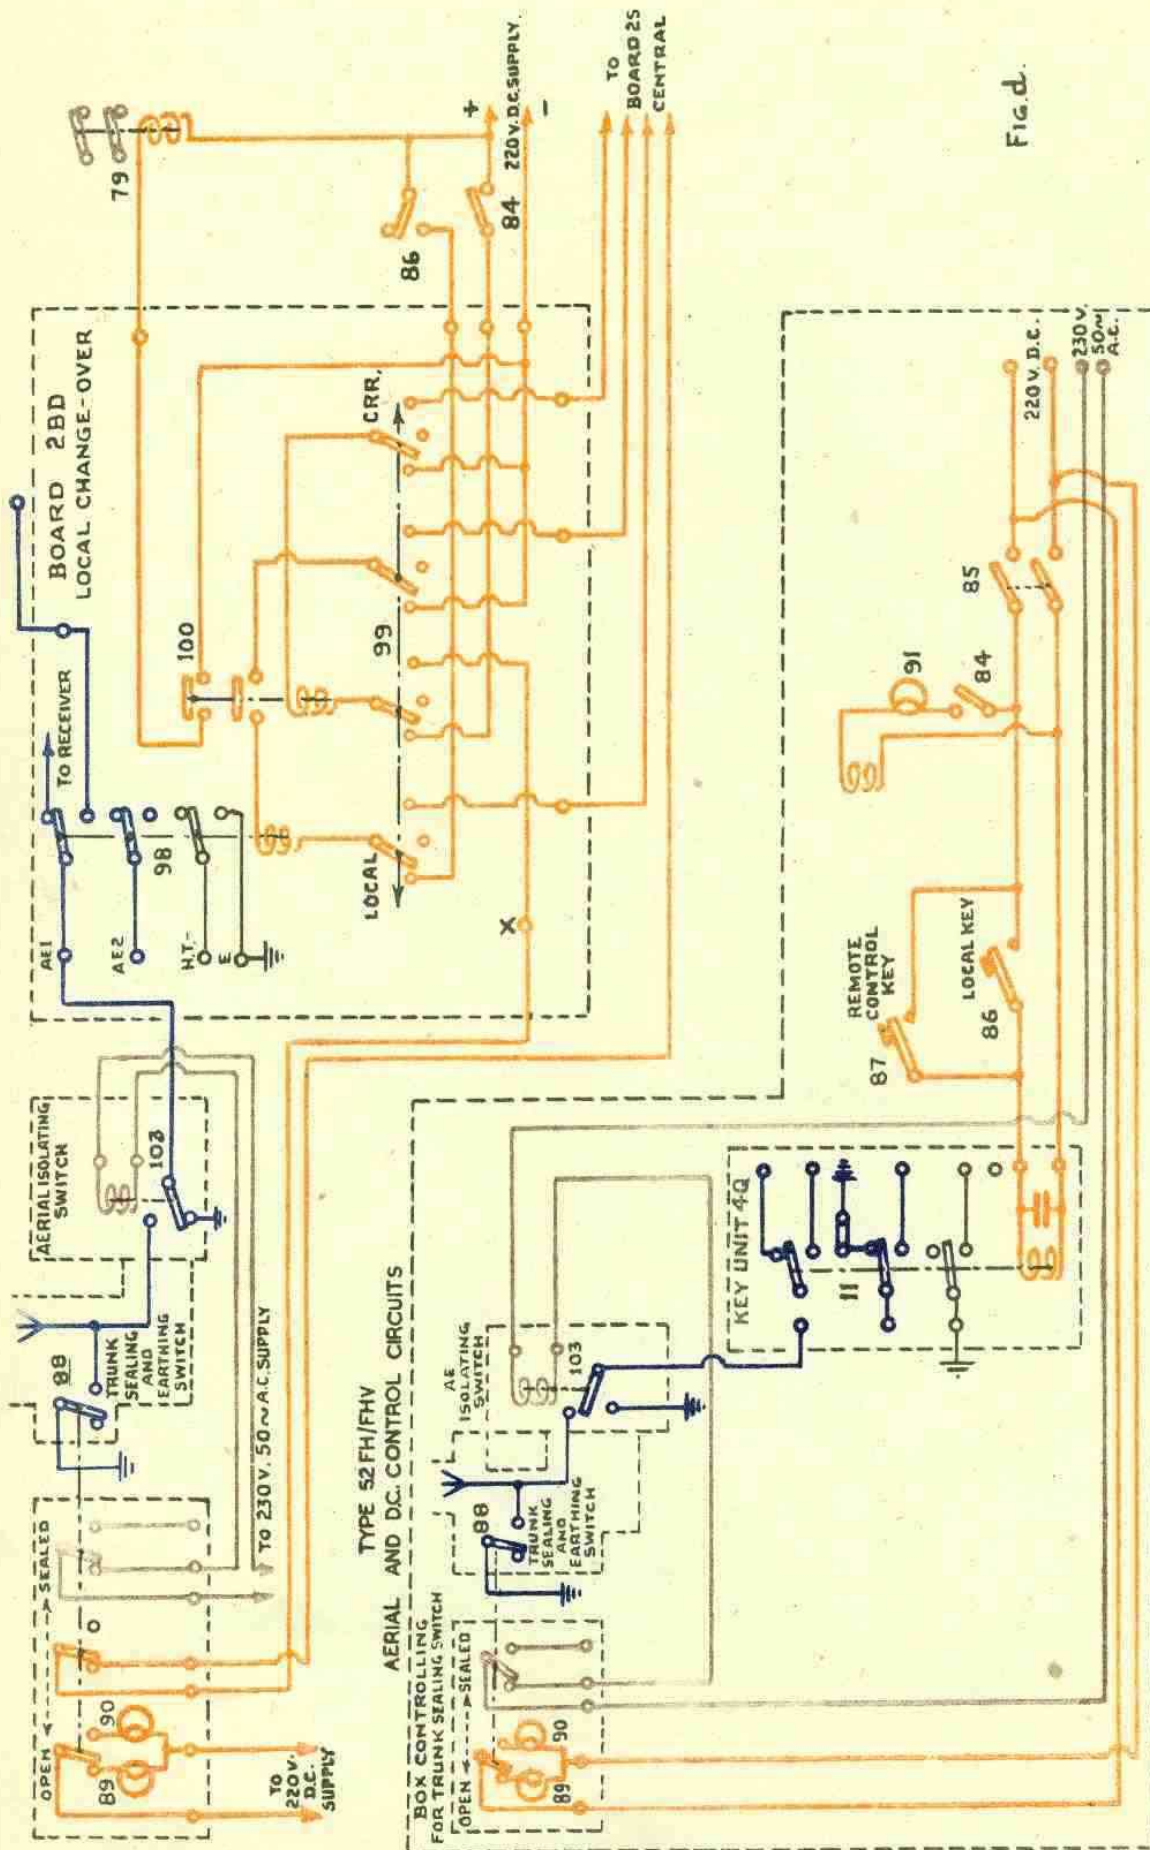 79
BOARD 2BD
LOCAL CHANGE-OVER
TO RECEIVER
AE1
AE2
98
H.T.-
E
100
CRR.
99
LOCAL
X
86
84
+
220V. D.C. SUPPLY.
-
TO
BOARD 2S
CENTRAL
FIG. d.
AERIAL ISOLATING
SWITCH
103
88
TRUNK
SEALING
AND
EARTHING
SWITCH
OPEN
SEALED
89
90
TO
220V.
D.C.
SUPPLY
TO 230V. 50~ A.C. SUPPLY
TYPE 52 FH/FHV
AERIAL AND D.C. CONTROL CIRCUITS
BOX CONTROLLING
FOR TRUNK SEALING SWITCH
OPEN
SEALED
89
90
88
TRUNK
SEALING
AND
EARTHING
SWITCH
AE
ISOLATING
SWITCH
103
KEY UNIT 4Q
11
REMOTE
CONTROL
KEY
87
LOCAL KEY
86
91
84
85
220V. D.C.
230V.
50~
A.C.